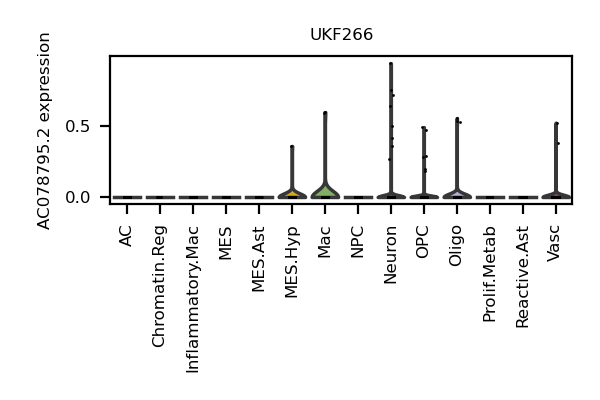 UKF266
AC078795.2 expression
0.5
0.0
AC
Chromatin.Reg
Inflammatory.Mac
MES
MES.Ast
MES.Hyp
Mac
NPC
Neuron
OPC
Oligo
Prolif.Metab
Reactive.Ast
Vasc